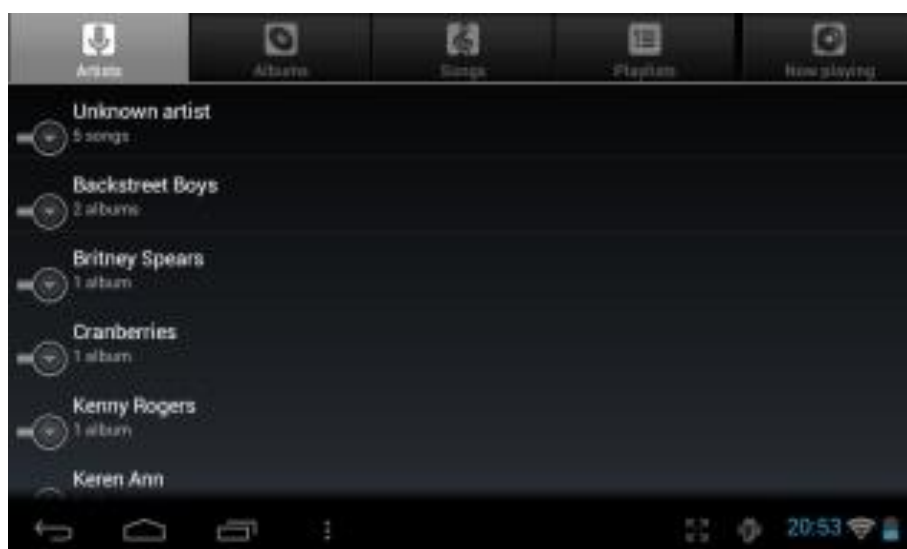 Artists
Albums
Songs
Playlists
Now playing
Unknown artist
5 songs
Backstreet Boys
2 albums
Britney Spears
1 album
Cranberries
1 album
Kenny Rogers
1 album
Keren Ann
20:53